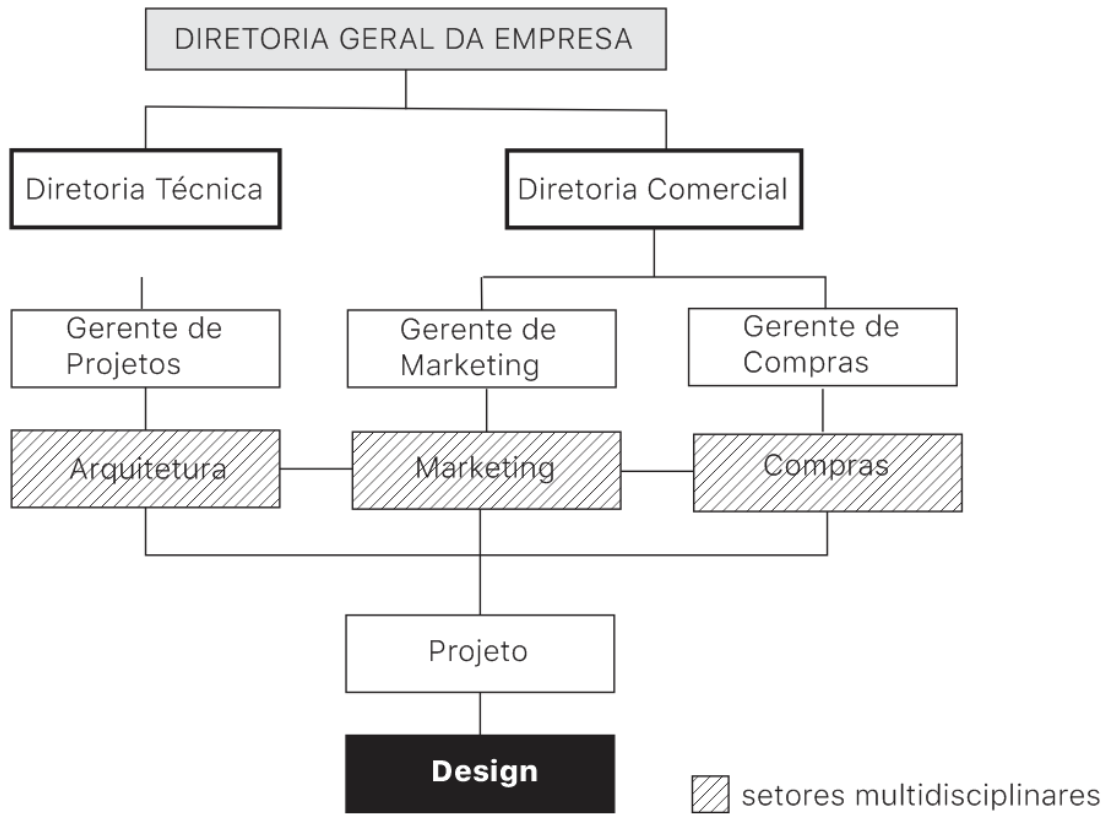 DIRETORIA GERAL DA EMPRESA
Diretoria Técnica
Diretoria Comercial
Gerente de
Projetos
Gerente de
Marketing
Gerente de
Compras
Arquitetura
Marketing
Compras
Projeto
Design
setores multidisciplinares